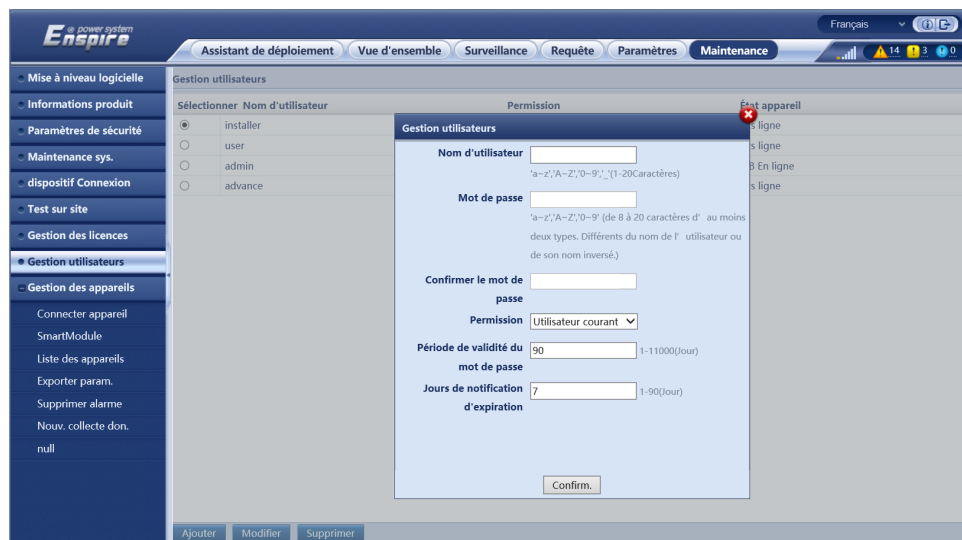 e power system
Enspire
Français
Assistant de déploiement
Vue d'ensemble
Surveillance
Requête
Paramètres
Maintenance
14
3
0
Mise à niveau logicielle
Informations produit
Paramètres de sécurité
Maintenance sys.
dispositif Connexion
Test sur site
Gestion des licences
Gestion utilisateurs
Gestion des appareils
Connecter appareil
SmartModule
Liste des appareils
Exporter param.
Supprimer alarme
Nouv. collecte don.
null
Gestion utilisateurs
Sélectionner Nom d'utilisateur Permission État appareil
installer s ligne
user s ligne
admin B En ligne
advance s ligne
Gestion utilisateurs
Nom d'utilisateur
'a~z','A~Z','0~9','_'(1-20Caractères)
Mot de passe
'a~z','A~Z','0~9' (de 8 à 20 caractères d' au moins
deux types. Différents du nom de l' utilisateur ou
de son nom inversé.)
Confirmer le mot de
passe
Permission Utilisateur courant
Période de validité du
mot de passe
90 1-11000(Jour)
Jours de notification
d'expiration
7 1-90(Jour)
Confirm.
Ajouter
Modifier
Supprimer